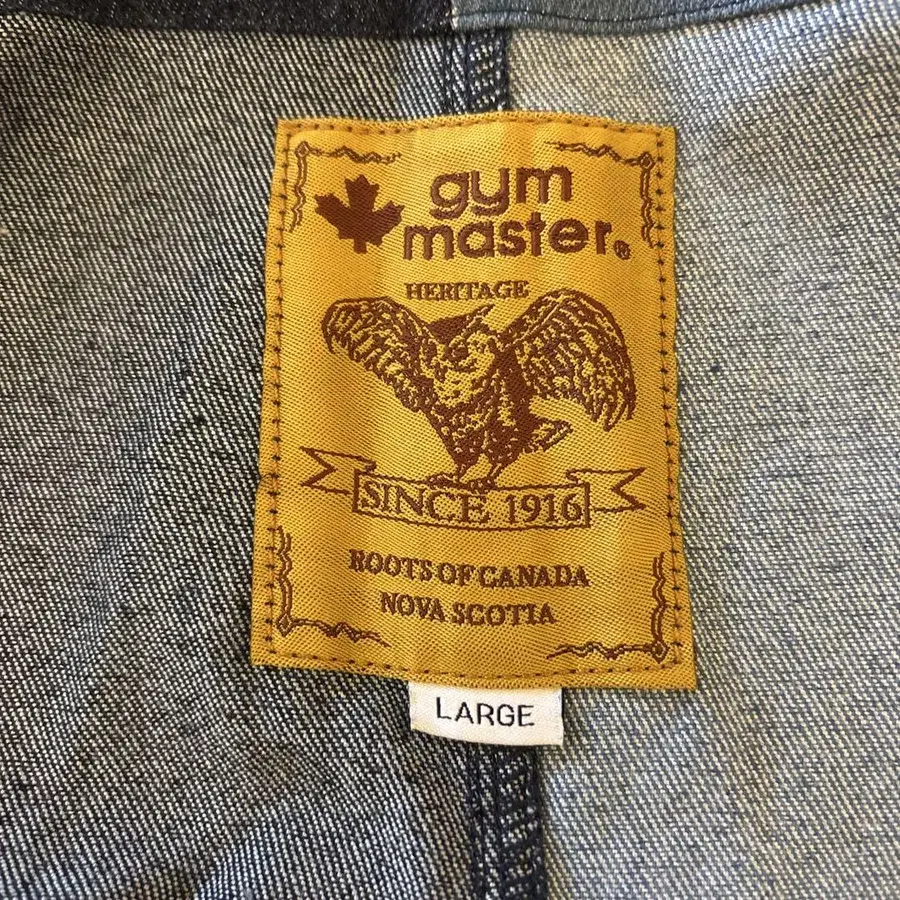 gym
master®
HERITAGE
SINCE 1916
ROOTS OF CANADA
NOVA SCOTIA
LARGE